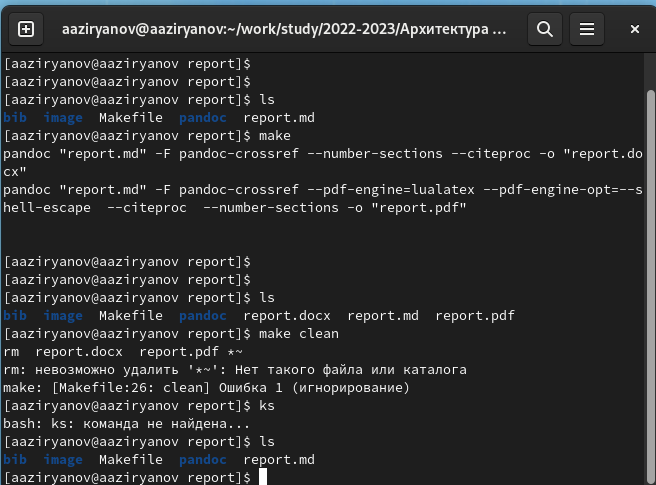 aaziryanov@aaziryanov:~/work/study/2022-2023/Архитектура ...
[aaziryanov@aaziryanov report]$
[aaziryanov@aaziryanov report]$
[aaziryanov@aaziryanov report]$ ls
bib  image  Makefile  pandoc  report.md
[aaziryanov@aaziryanov report]$ make
pandoc "report.md" -F pandoc-crossref --number-sections --citeproc -o "report.do
cx"
pandoc "report.md" -F pandoc-crossref --pdf-engine=lualatex --pdf-engine-opt=--s
hell-escape  --citeproc  --number-sections -o "report.pdf"
[aaziryanov@aaziryanov report]$
[aaziryanov@aaziryanov report]$
[aaziryanov@aaziryanov report]$ ls
bib  image  Makefile  pandoc  report.docx  report.md  report.pdf
[aaziryanov@aaziryanov report]$ make clean
rm  report.docx  report.pdf *~
rm: невозможно удалить '*~': Нет такого файла или каталога
make: [Makefile:26: clean] Ошибка 1 (игнорирование)
[aaziryanov@aaziryanov report]$ ks
bash: ks: команда не найдена...
[aaziryanov@aaziryanov report]$ ls
bib  image  Makefile  pandoc  report.md
[aaziryanov@aaziryanov report]$